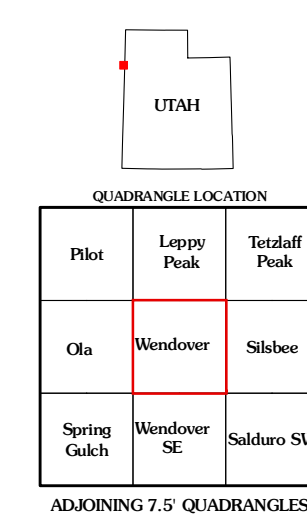 UTAH
QUADRANGLE LOCATION
Pilot
Leppy
Peak
Tetzlaff
Peak
Ola
Wendover
Silsbee
Spring
Gulch
Wendover
SE
Salduro SW
ADJOINING 7.5' QUADRANGLES